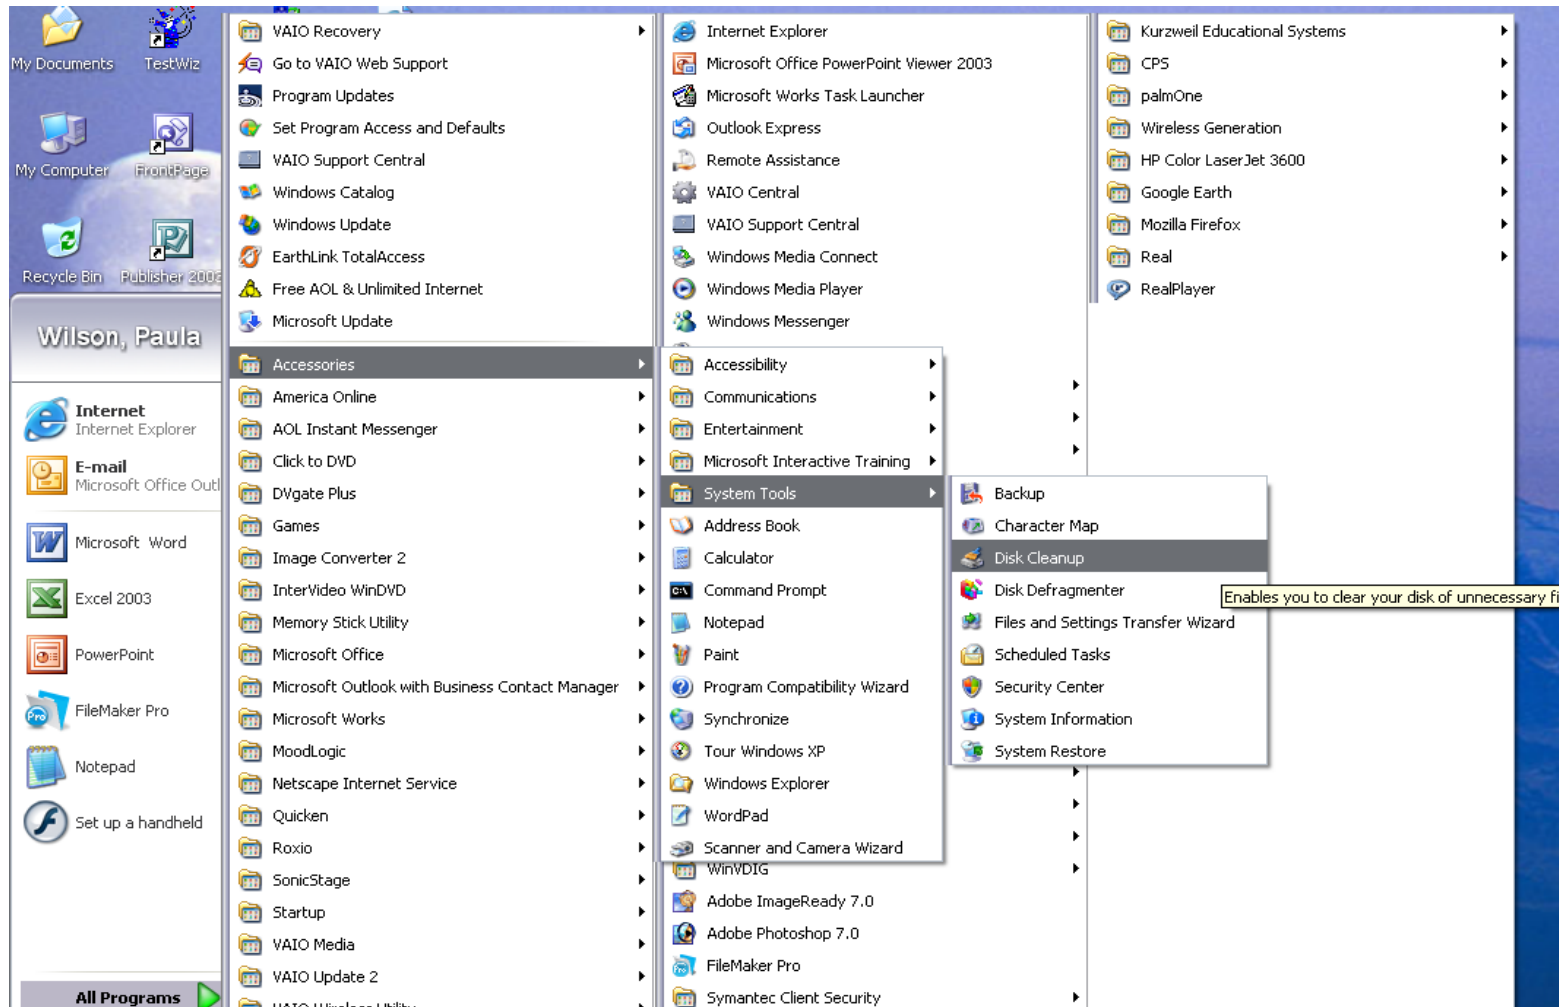 My Documents
TestWiz
My Computer
FrontPage
Recycle Bin
Publisher 2003
Wilson, Paula
Internet
Internet Explorer
E-mail
Microsoft Office Outl
Microsoft Word
Excel 2003
PowerPoint
FileMaker Pro
Notepad
Set up a handheld
All Programs
VAIO Recovery
Go to VAIO Web Support
Program Updates
Set Program Access and Defaults
VAIO Support Central
Windows Catalog
Windows Update
EarthLink TotalAccess
Free AOL & Unlimited Internet
Microsoft Update
Accessories
America Online
AOL Instant Messenger
Click to DVD
DVgate Plus
Games
Image Converter 2
InterVideo WinDVD
Memory Stick Utility
Microsoft Office
Microsoft Outlook with Business Contact Manager
Microsoft Works
MoodLogic
Netscape Internet Service
Quicken
Roxio
SonicStage
Startup
VAIO Media
VAIO Update 2
VAIO Wireless Utility
Internet Explorer
Microsoft Office PowerPoint Viewer 2003
Microsoft Works Task Launcher
Outlook Express
Remote Assistance
VAIO Central
VAIO Support Central
Windows Media Connect
Windows Media Player
Windows Messenger
Accessibility
Communications
Entertainment
Microsoft Interactive Training
System Tools
Address Book
Calculator
Command Prompt
Notepad
Paint
Program Compatibility Wizard
Synchronize
Tour Windows XP
Windows Explorer
WordPad
Scanner and Camera Wizard
WinVDIG
Adobe ImageReady 7.0
Adobe Photoshop 7.0
FileMaker Pro
Symantec Client Security
Backup
Character Map
Disk Cleanup
Disk Defragmenter
Files and Settings Transfer Wizard
Scheduled Tasks
Security Center
System Information
System Restore
Enables you to clear your disk of unnecessary fi
Kurzweil Educational Systems
CPS
palmOne
Wireless Generation
HP Color LaserJet 3600
Google Earth
Mozilla Firefox
Real
RealPlayer